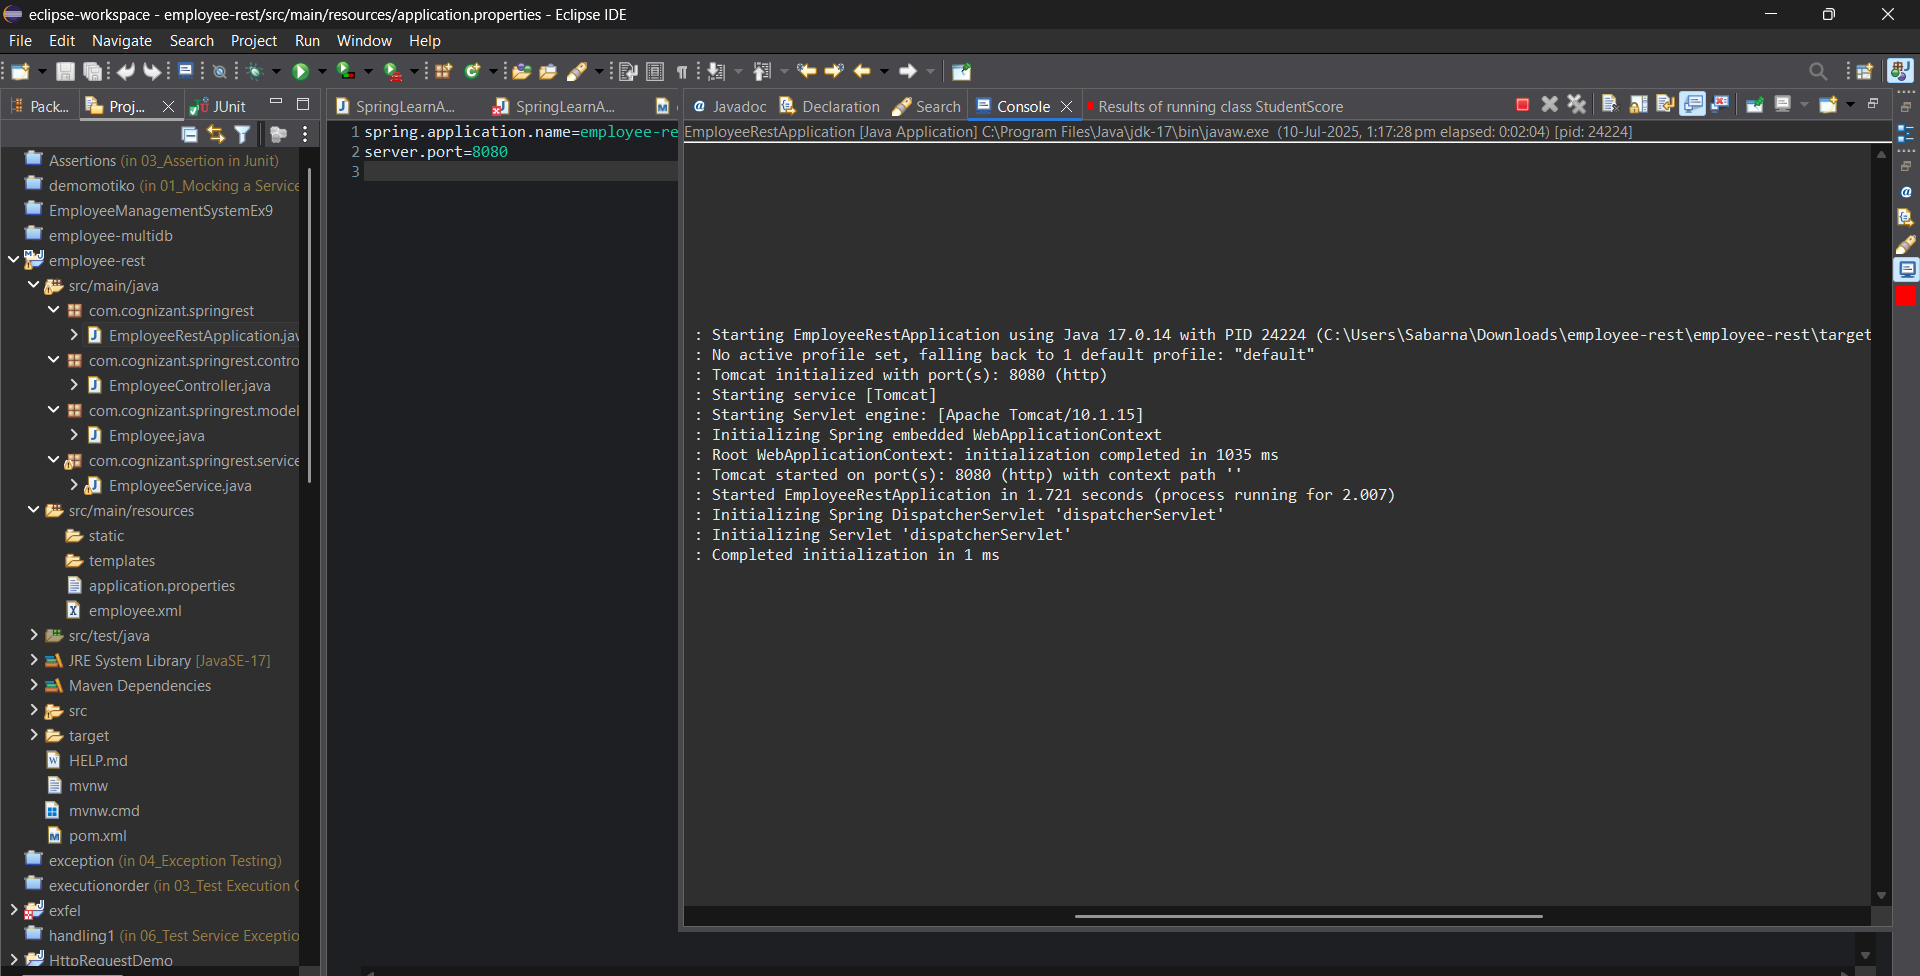 eclipse-workspace - employee-rest/src/main/resources/application.properties - Eclipse IDE
File Edit Navigate Search Project Run Window Help
Pack... Proj... JUnit
Assertions (in 03_Assertion in Junit)
demomotiko (in 01_Mocking a Service
EmployeeManagementSystemEx9
employee-multidb
employee-rest
src/main/java
com.cognizant.springrest
EmployeeRestApplication.jav
com.cognizant.springrest.contro
EmployeeController.java
com.cognizant.springrest.model
Employee.java
com.cognizant.springrest.service
EmployeeService.java
src/main/resources
static
templates
application.properties
employee.xml
src/test/java
JRE System Library [JavaSE-17]
Maven Dependencies
src
target
HELP.md
mvnw
mvnw.cmd
pom.xml
exception (in 04_Exception Testing)
executionorder (in 03_Test Execution
exfel
handling1 (in 06_Test Service Exceptio
HttpRequestDemo
SpringLearnA... SpringLearnA...
1 spring.application.name=employee-re
2 server.port=8080
3
Javadoc Declaration Search Console Results of running class StudentScore
EmployeeRestApplication [Java Application] C:\Program Files\Java\jdk-17\bin\javaw.exe (10-Jul-2025, 1:17:28 pm elapsed: 0:02:04) [pid: 24224]
: Starting EmployeeRestApplication using Java 17.0.14 with PID 24224 (C:\Users\Sabarna\Downloads\employee-rest\employee-rest\target
: No active profile set, falling back to 1 default profile: "default"
: Tomcat initialized with port(s): 8080 (http)
: Starting service [Tomcat]
: Starting Servlet engine: [Apache Tomcat/10.1.15]
: Initializing Spring embedded WebApplicationContext
: Root WebApplicationContext: initialization completed in 1035 ms
: Tomcat started on port(s): 8080 (http) with context path ''
: Started EmployeeRestApplication in 1.721 seconds (process running for 2.007)
: Initializing Spring DispatcherServlet 'dispatcherServlet'
: Initializing Servlet 'dispatcherServlet'
: Completed initialization in 1 ms